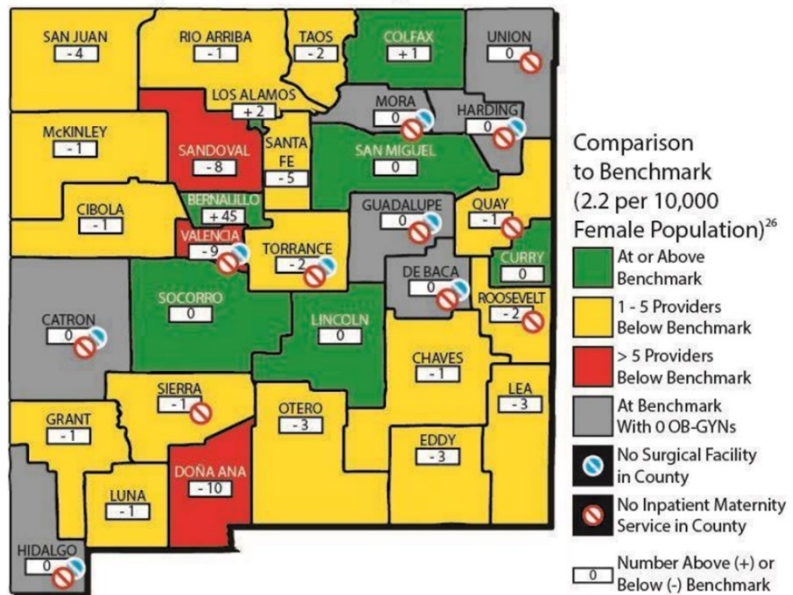 SAN JUAN
- 4
RIO ARRIBA
- 1
TAOS
- 2
COLFAX
+ 1
UNION
0
LOS ALAMOS
+ 2
MORA
0
HARDING
0
McKINLEY
- 1
SANDOVAL
- 8
SANTA
FE
- 5
SAN MIGUEL
0
CIBOLA
- 1
BERNALILLO
+ 45
GUADALUPE
0
QUAY
- 1
VALENCIA
- 9
TORRANCE
- 2
CURRY
0
DE BACA
0
ROOSEVELT
- 2
CATRON
0
SOCORRO
0
LINCOLN
0
CHAVES
- 1
SIERRA
- 1
LEA
- 3
GRANT
- 1
OTERO
- 3
EDDY
- 3
DOÑA ANA
- 10
LUNA
- 1
HIDALGO
0
Comparison
to Benchmark
(2.2 per 10,000
Female Population)²⁶
At or Above
Benchmark
1 - 5 Providers
Below Benchmark
> 5 Providers
Below Benchmark
At Benchmark
With 0 OB-GYNs
No Surgical Facility
in County
No Inpatient Maternity
Service in County
0
Number Above (+) or
Below (-) Benchmark